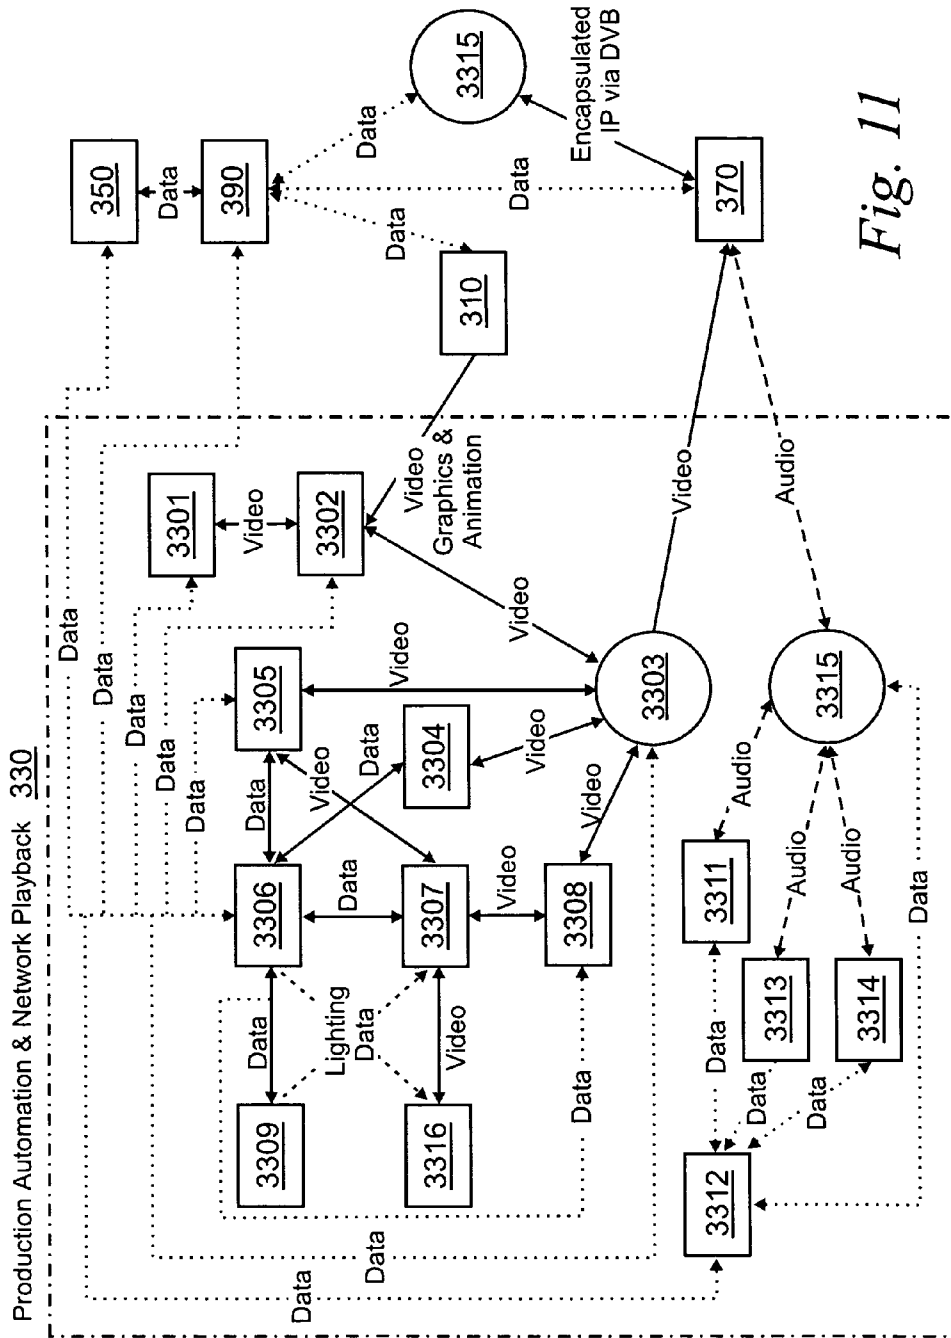 Production Automation & Network Playback 330
350
Data
390
Data
3315
Encapsulated
IP via DVB
Data
Data
310
370
Data
Data
Data
Data
Data
3301
Video
3302
Video
Graphics &
Animation
Video
Video
Audio
3305
Video
Data
Video
Data
3304
Video
3303
3306
Data
3307
Video
3308
Video
Data
Lighting
Data
Video
3309
3316
Data
Data
Data
3315
Audio
3311
Audio
Audio
3313
3314
Data
Data
Data
Data
3312
Fig. 11